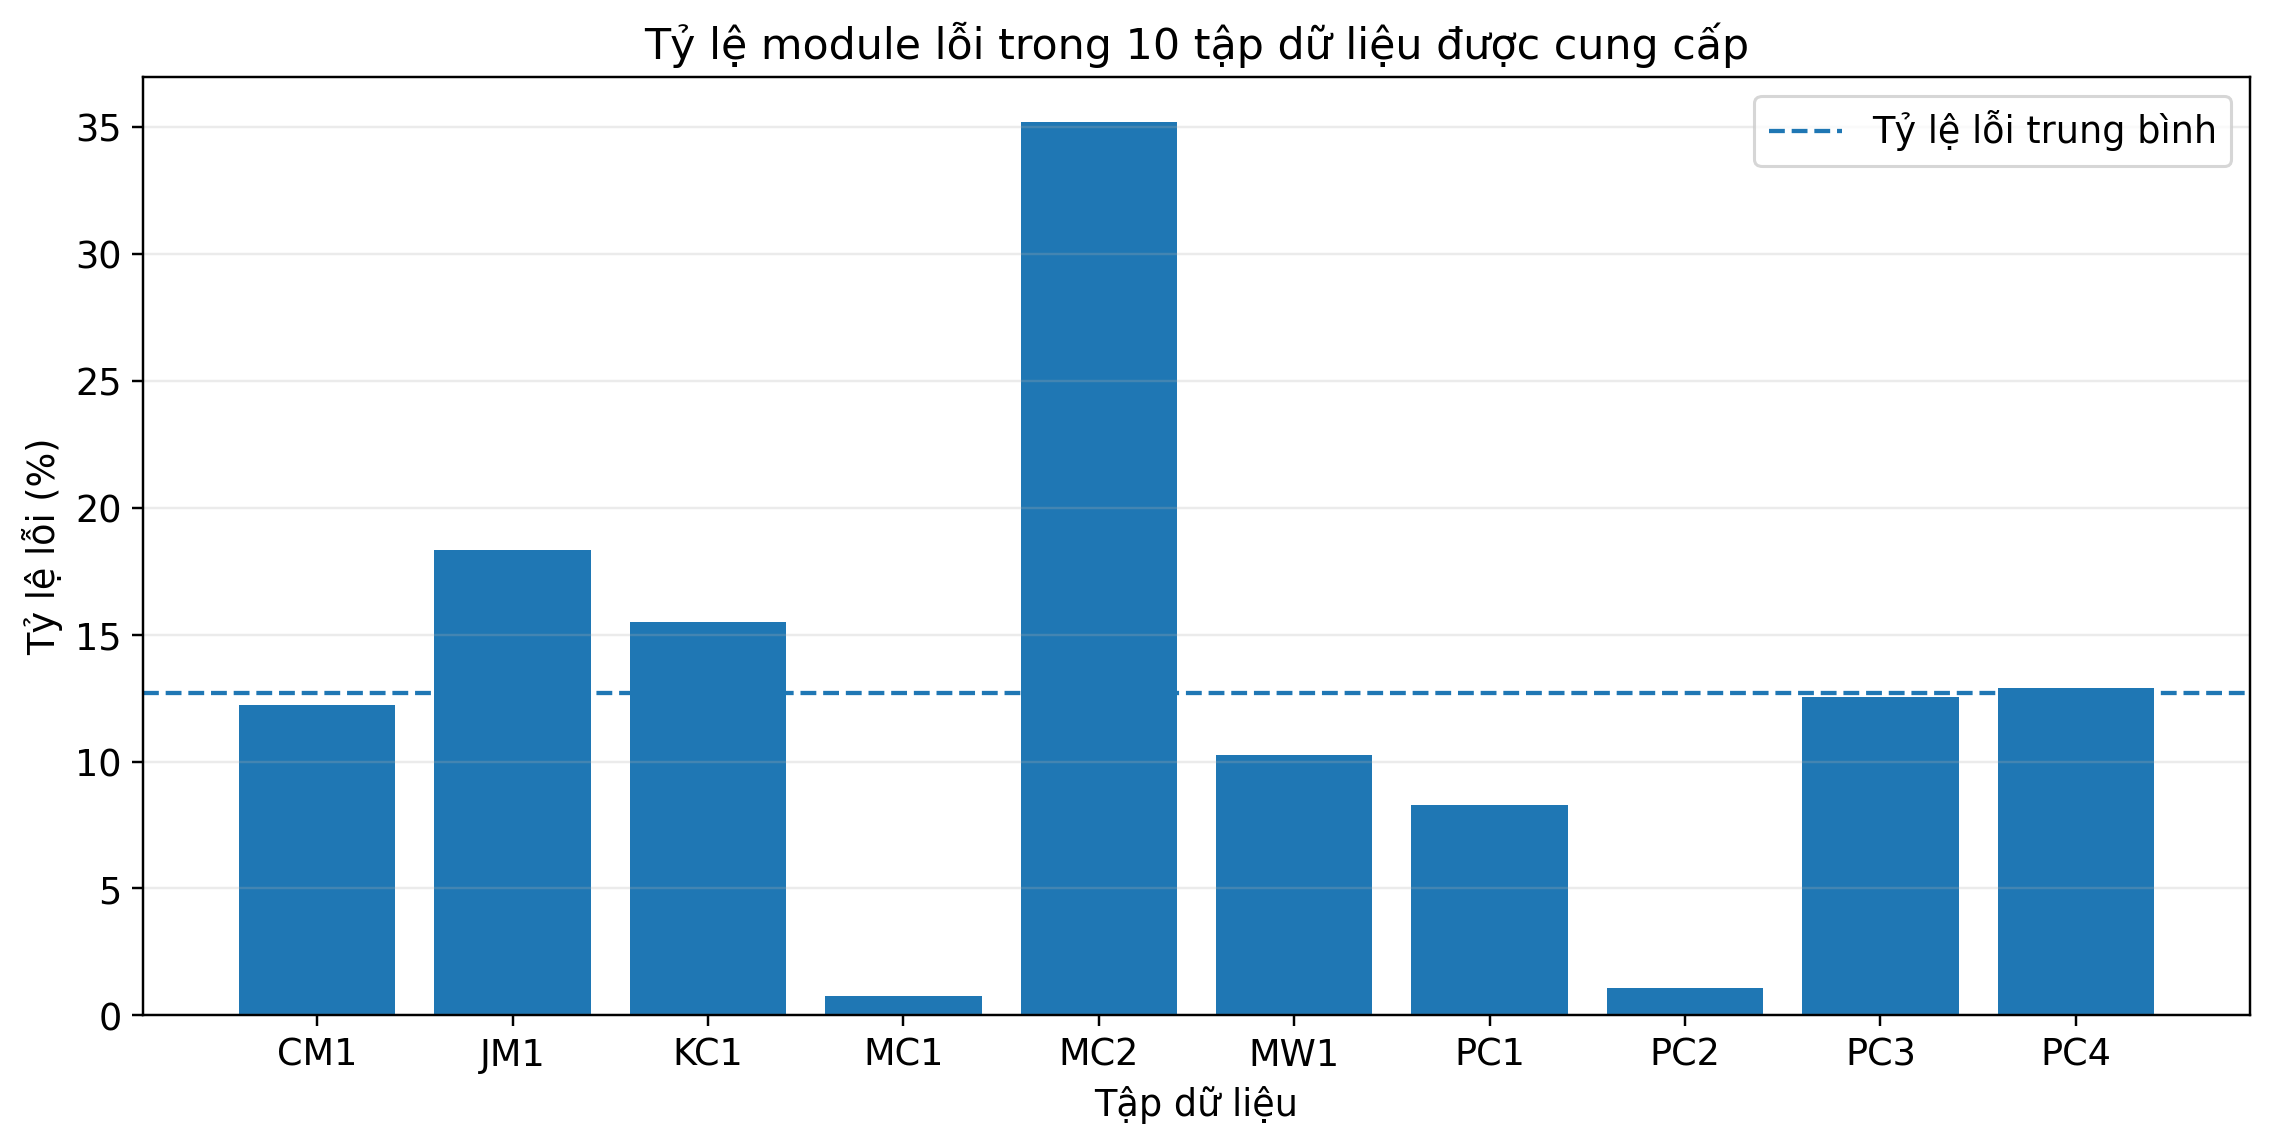 Tỷ lệ module lỗi trong 10 tập dữ liệu được cung cấp
Tỷ lệ lỗi trung bình
Tỷ lệ lỗi (%)
35
30
25
20
15
10
5
0
CM1 JM1 KC1 MC1 MC2 MW1 PC1 PC2 PC3 PC4
Tập dữ liệu